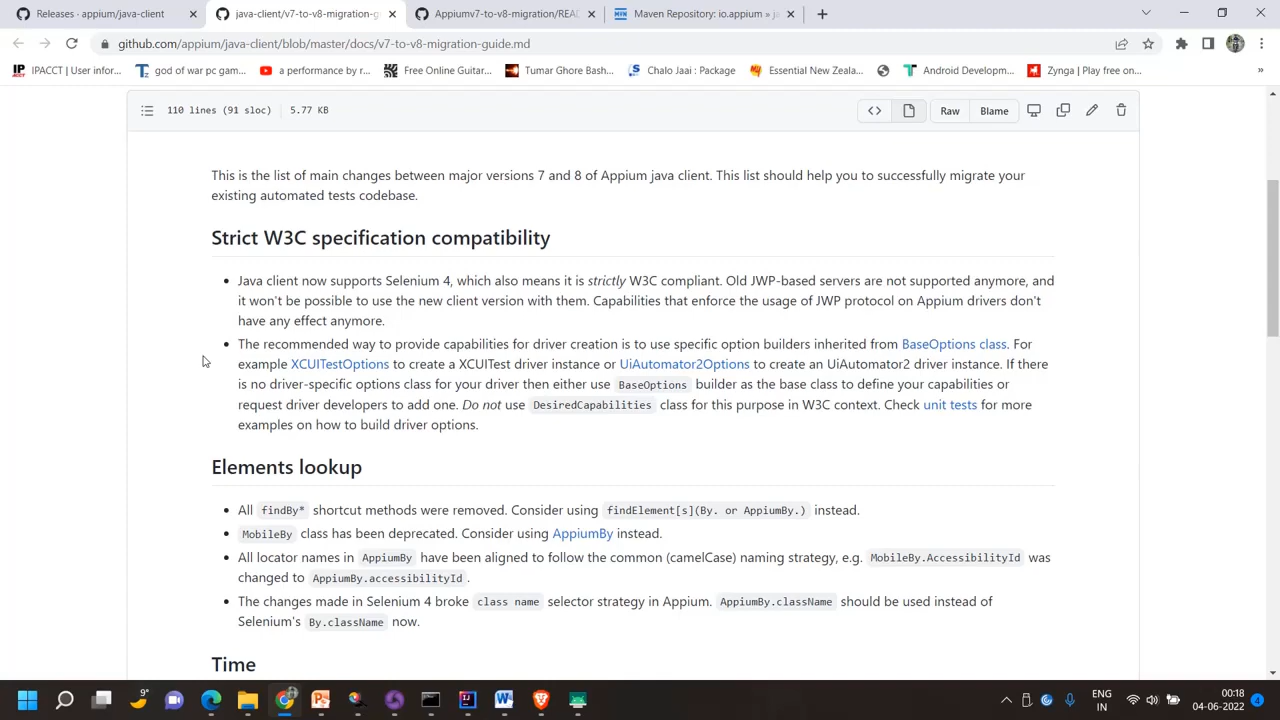 Releases · appium/java-client
java-client/v7-to-v8-migration-g
Appiumv7-to-v8-migration/REA
Maven Repository: io.appium » ja
github.com/appium/java-client/blob/master/docs/v7-to-v8-migration-guide.md
IPACCT | User infor...
god of war pc gam...
a performance by r...
Free Online Guitar...
Tumar Ghore Bash...
Chalo Jaai : Package
Essential New Zeala...
Android Developm...
Zynga | Play free on...
»
110 lines (91 sloc) 5.77 KB
Raw
Blame
This is the list of main changes between major versions 7 and 8 of Appium java client. This list should help you to successfully migrate your
existing automated tests codebase.
Strict W3C specification compatibility
• Java client now supports Selenium 4, which also means it is strictly W3C compliant. Old JWP-based servers are not supported anymore, and
it won't be possible to use the new client version with them. Capabilities that enforce the usage of JWP protocol on Appium drivers don't
have any effect anymore.
• The recommended way to provide capabilities for driver creation is to use specific option builders inherited from BaseOptions class. For
example XCUITestOptions to create a XCUITest driver instance or UiAutomator2Options to create an UiAutomator2 driver instance. If there
is no driver-specific options class for your driver then either use BaseOptions builder as the base class to define your capabilities or
request driver developers to add one. Do not use DesiredCapabilities class for this purpose in W3C context. Check unit tests for more
examples on how to build driver options.
Elements lookup
• All findBy* shortcut methods were removed. Consider using findElement[s](By. or AppiumBy.) instead.
• MobileBy class has been deprecated. Consider using AppiumBy instead.
• All locator names in AppiumBy have been aligned to follow the common (camelCase) naming strategy, e.g. MobileBy.AccessibilityId was
changed to AppiumBy.accessibilityId.
• The changes made in Selenium 4 broke class name selector strategy in Appium. AppiumBy.className should be used instead of
Selenium's By.className now.
Time
9°
ENG
IN
00:18
04-06-2022
4